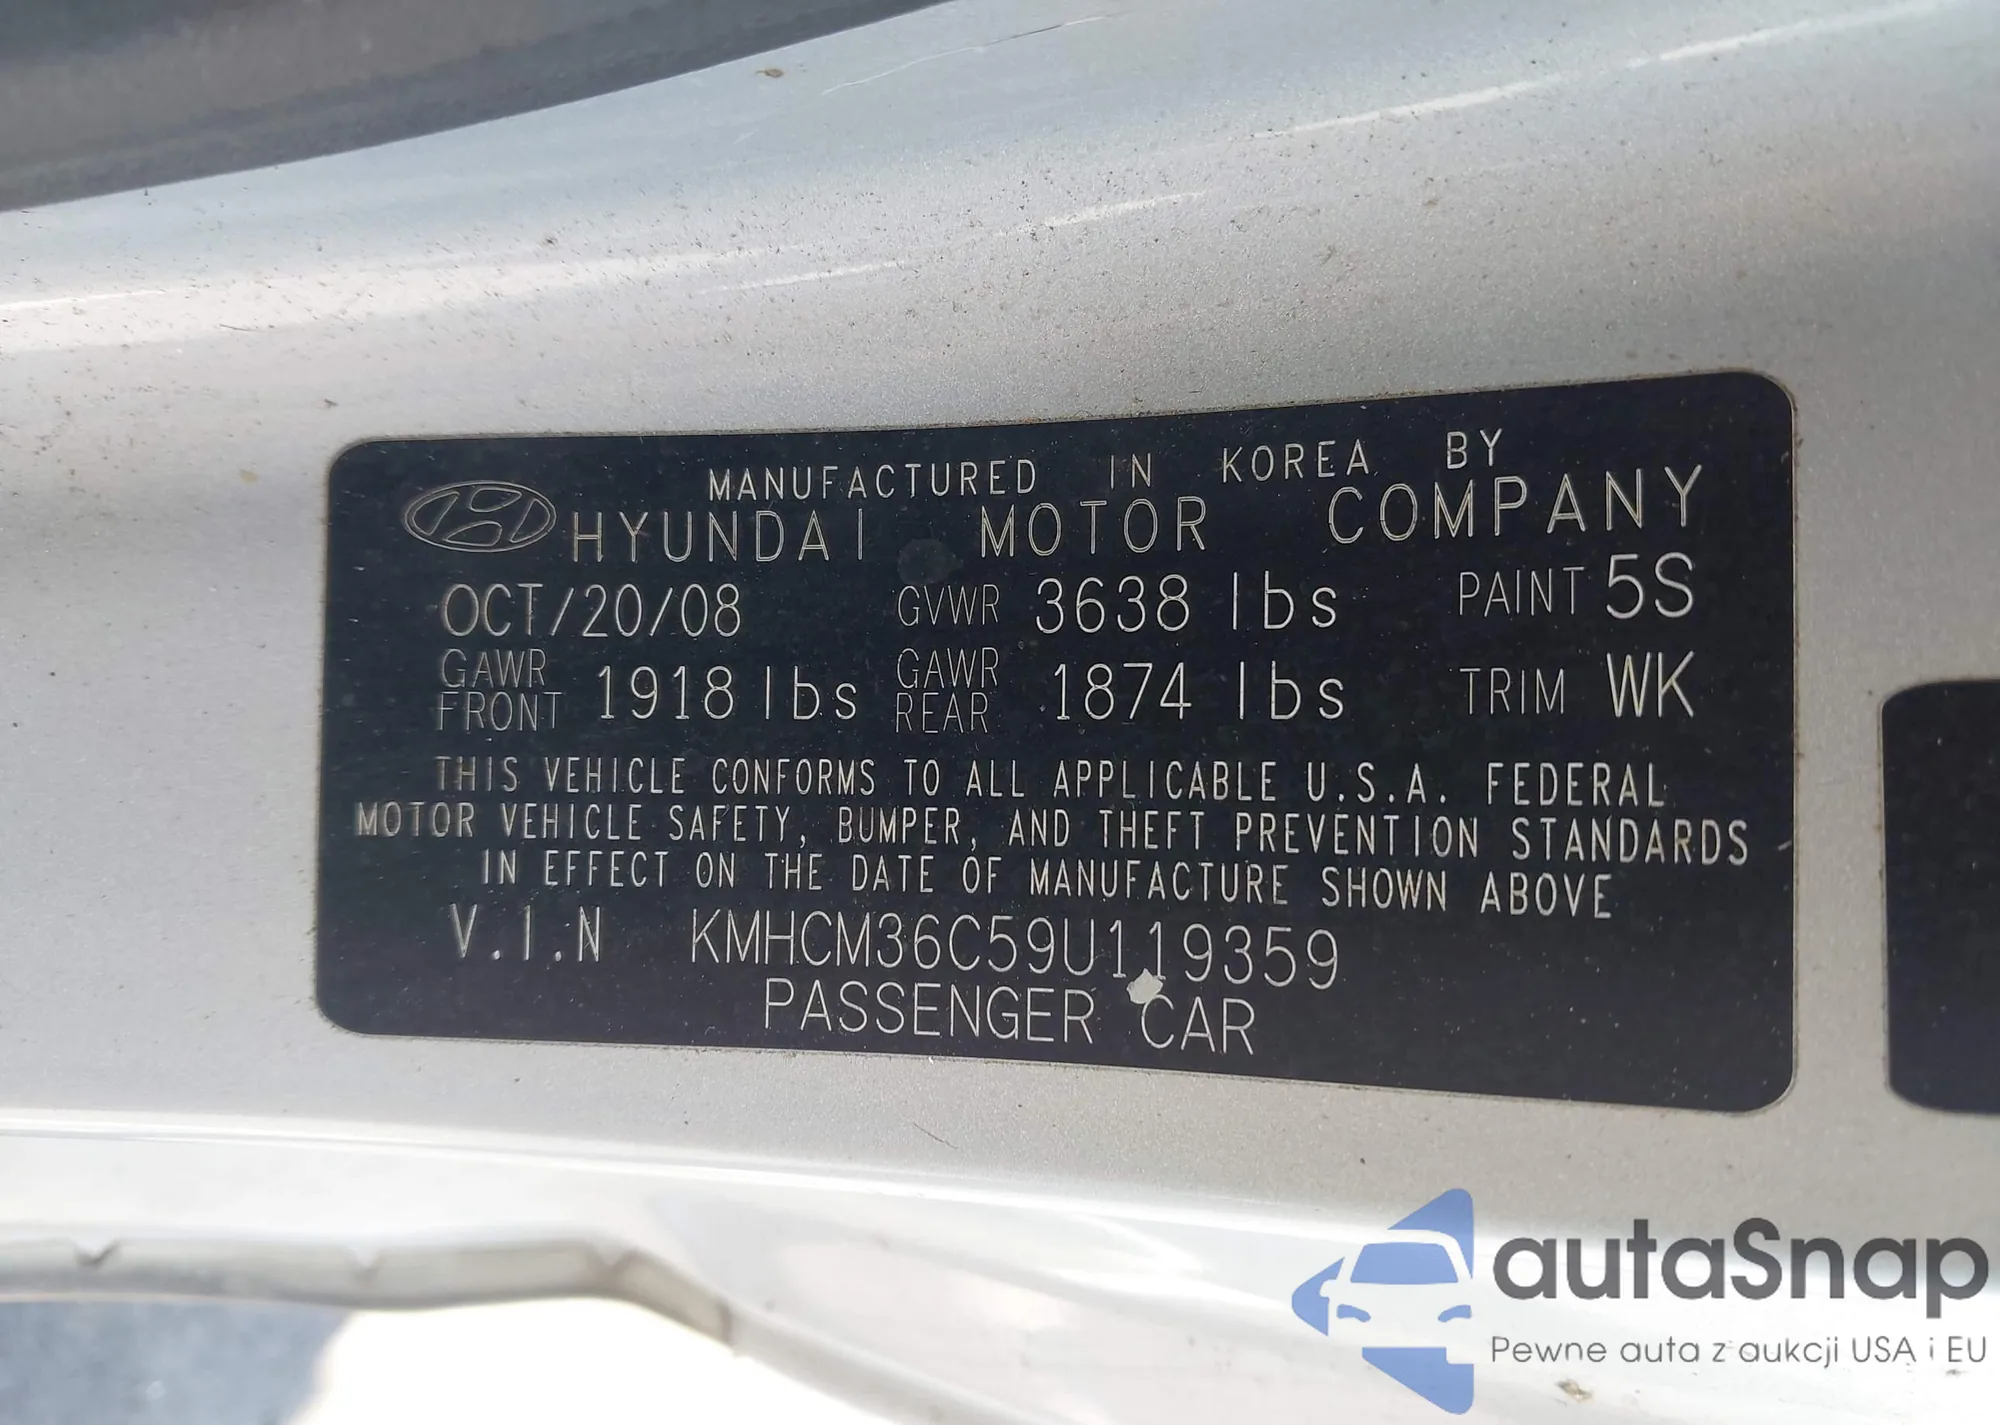 MANUFACTURED IN KOREA BY
HYUNDAI MOTOR COMPANY
OCT/20/08 GVWR 3638 lbs PAINT 5S
GAWR FRONT 1918 lbs GAWR REAR 1874 lbs TRIM WK
THIS VEHICLE CONFORMS TO ALL APPLICABLE U.S.A. FEDERAL
MOTOR VEHICLE SAFETY, BUMPER, AND THEFT PREVENTION STANDARDS
IN EFFECT ON THE DATE OF MANUFACTURE SHOWN ABOVE
V.I.N KMHCM36C59U119359
PASSENGER CAR
autaSnap
Pewne auta z aukcji USA i EU